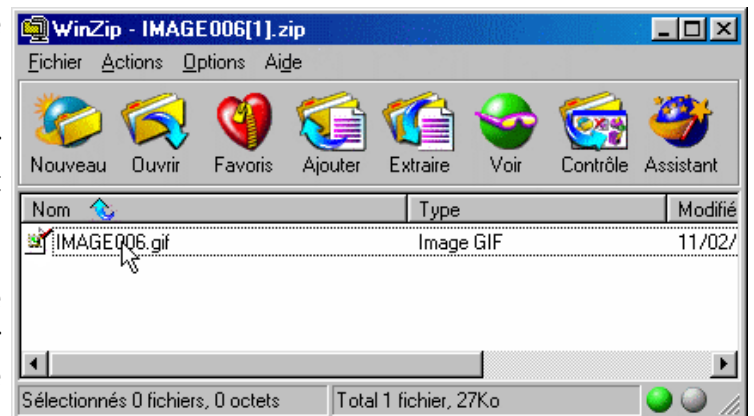 WinZip - IMAGE006[1].zip
Fichier Actions Options Aide
Nouveau Ouvrir Favoris Ajouter Extraire Voir Contrôle Assistant
Nom Type Modifié
IMAGE006.gif Image GIF 11/02/
Sélectionnés 0 fichiers, 0 octets Total 1 fichier, 27Ko